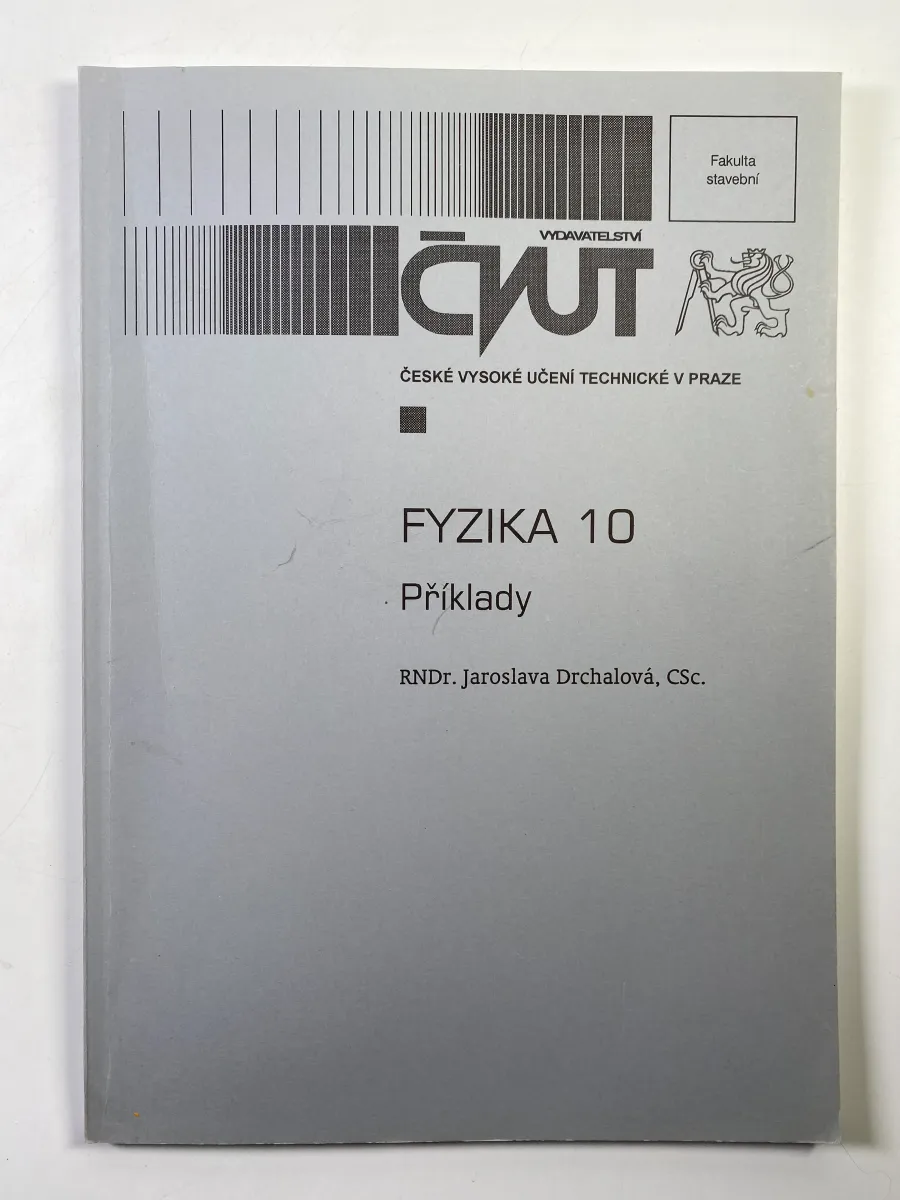 Fakulta
stavební
VYDAVATELSTVÍ
ČVUT
ČESKÉ VYSOKÉ UČENÍ TECHNICKÉ V PRAZE
FYZIKA 10
Příklady
RNDr. Jaroslava Drchalová, CSc.